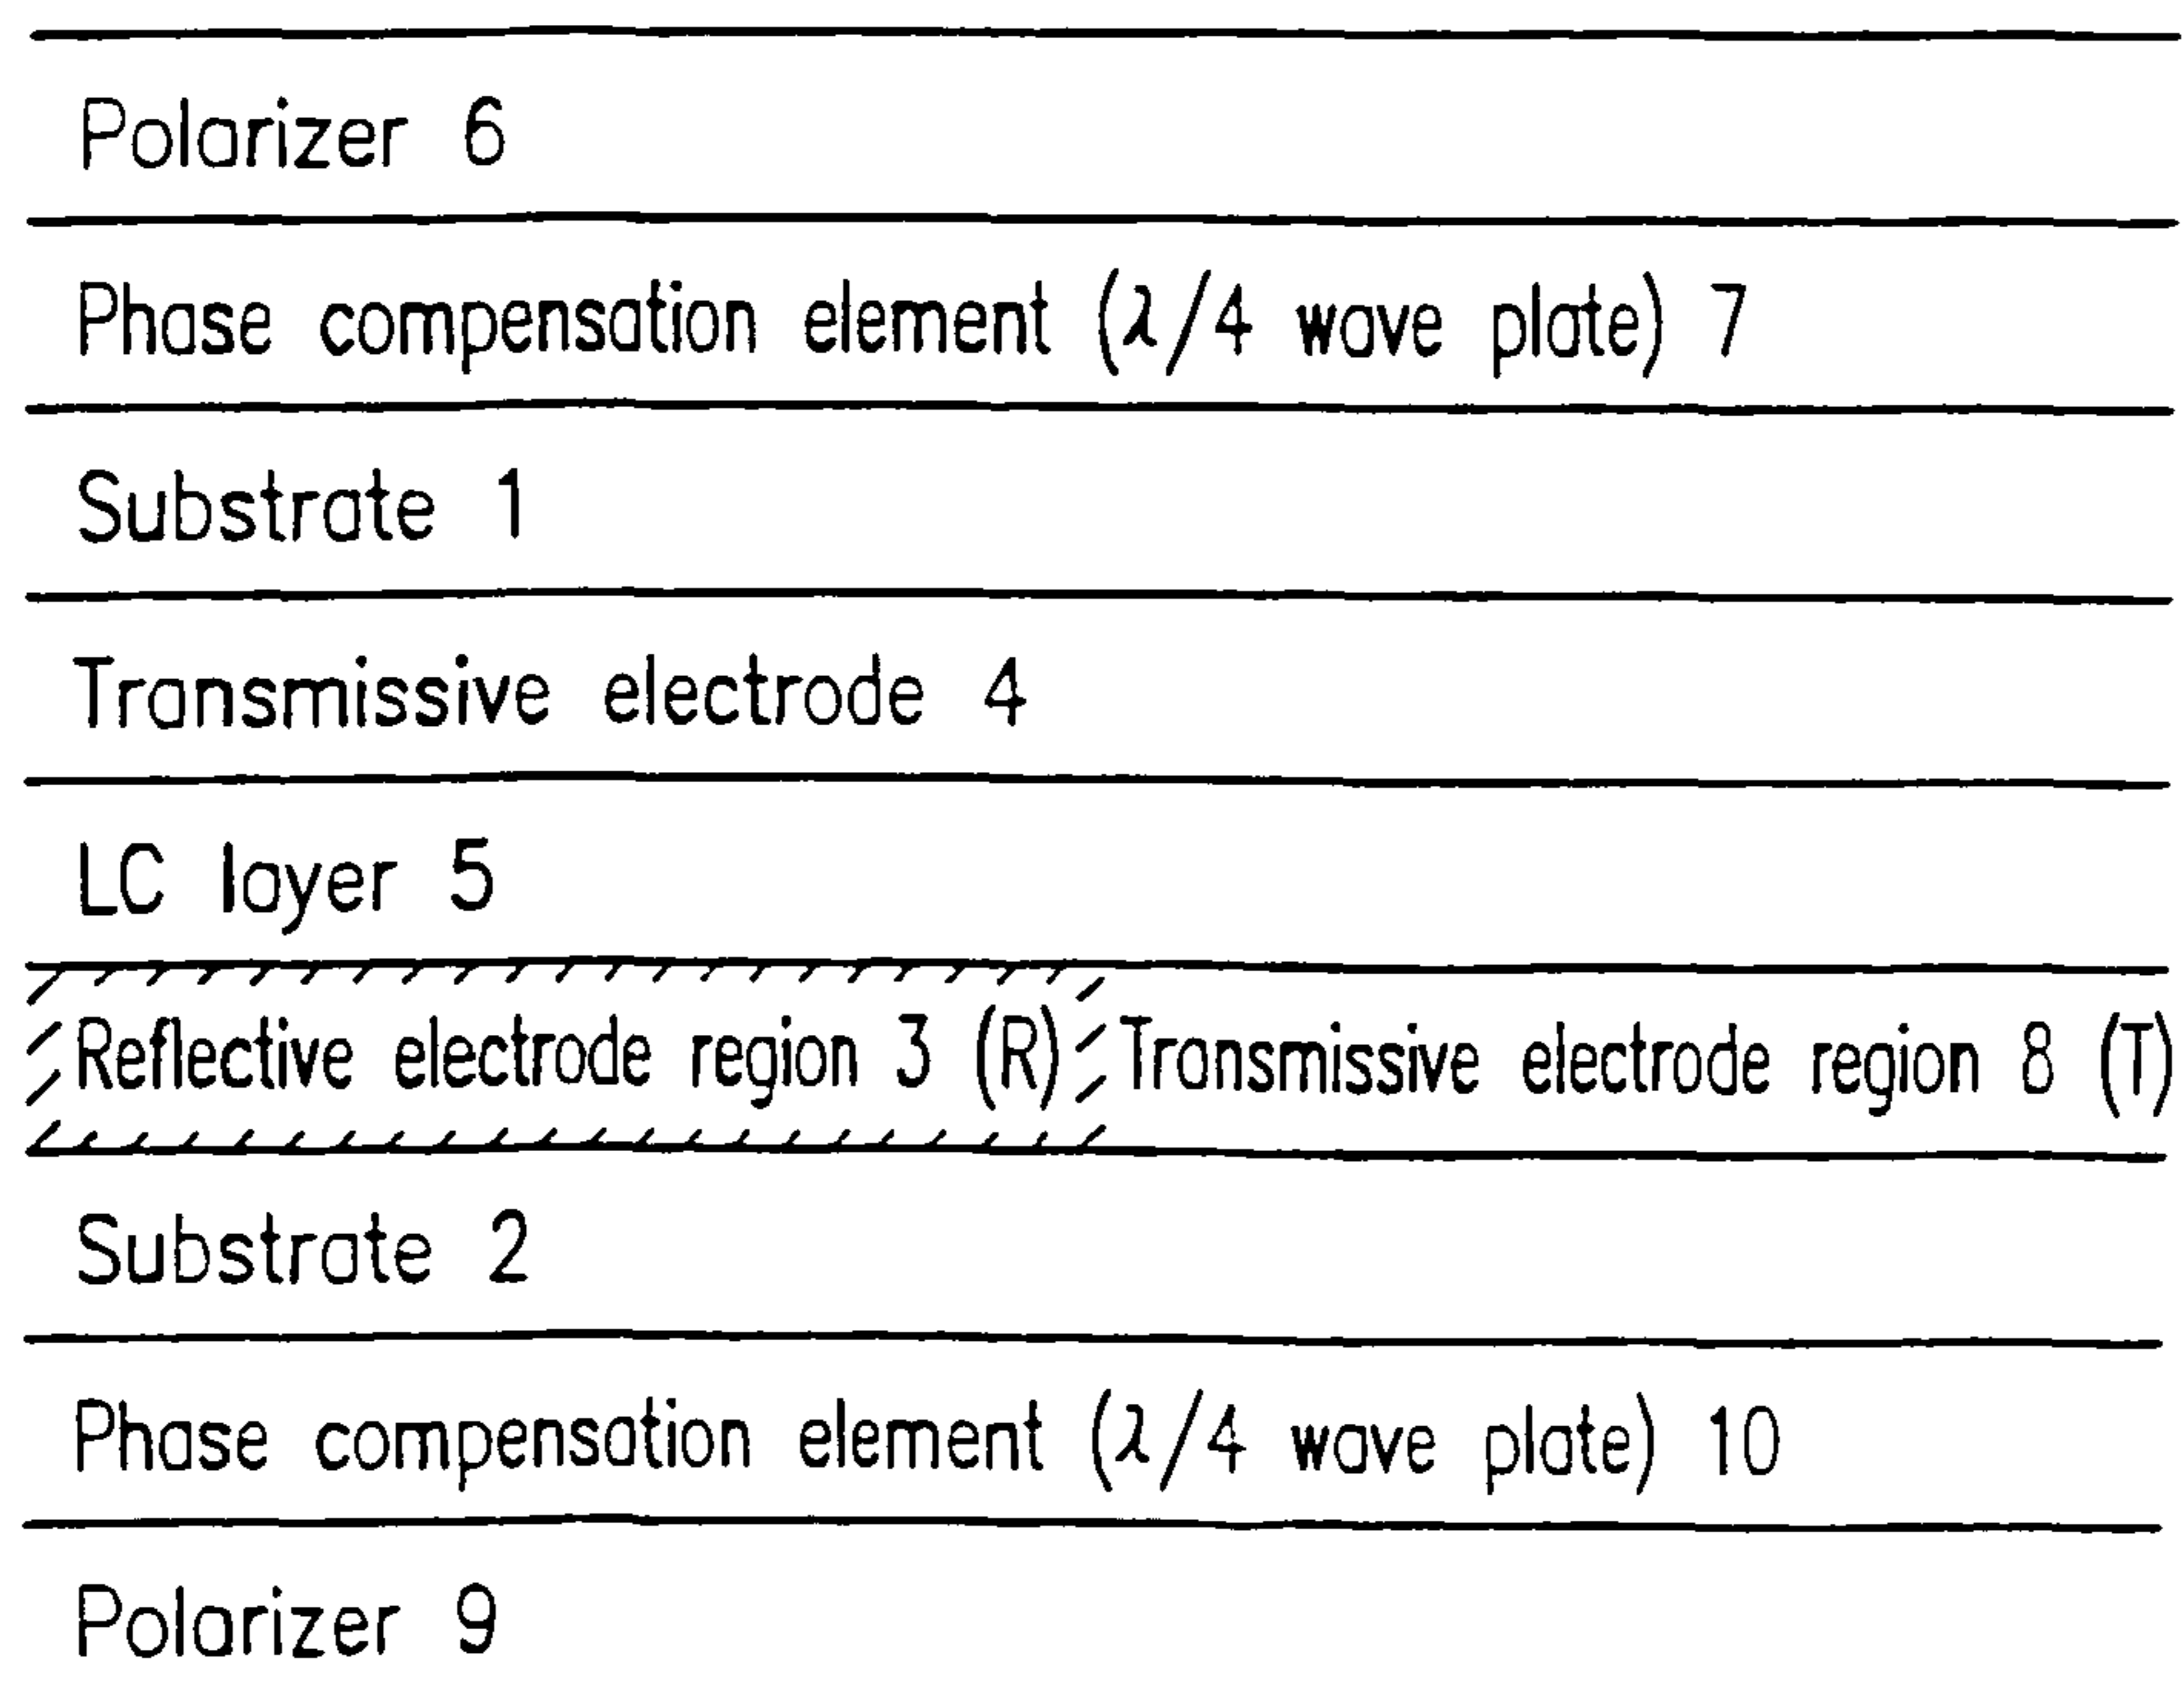 Polarizer 6
Phase compensation element (λ/4 wave plate) 7
Substrate 1
Transmissive electrode 4
LC layer 5
Reflective electrode region 3 (R) Transmissive electrode region 8 (T)
Substrate 2
Phase compensation element (λ/4 wave plate) 10
Polarizer 9